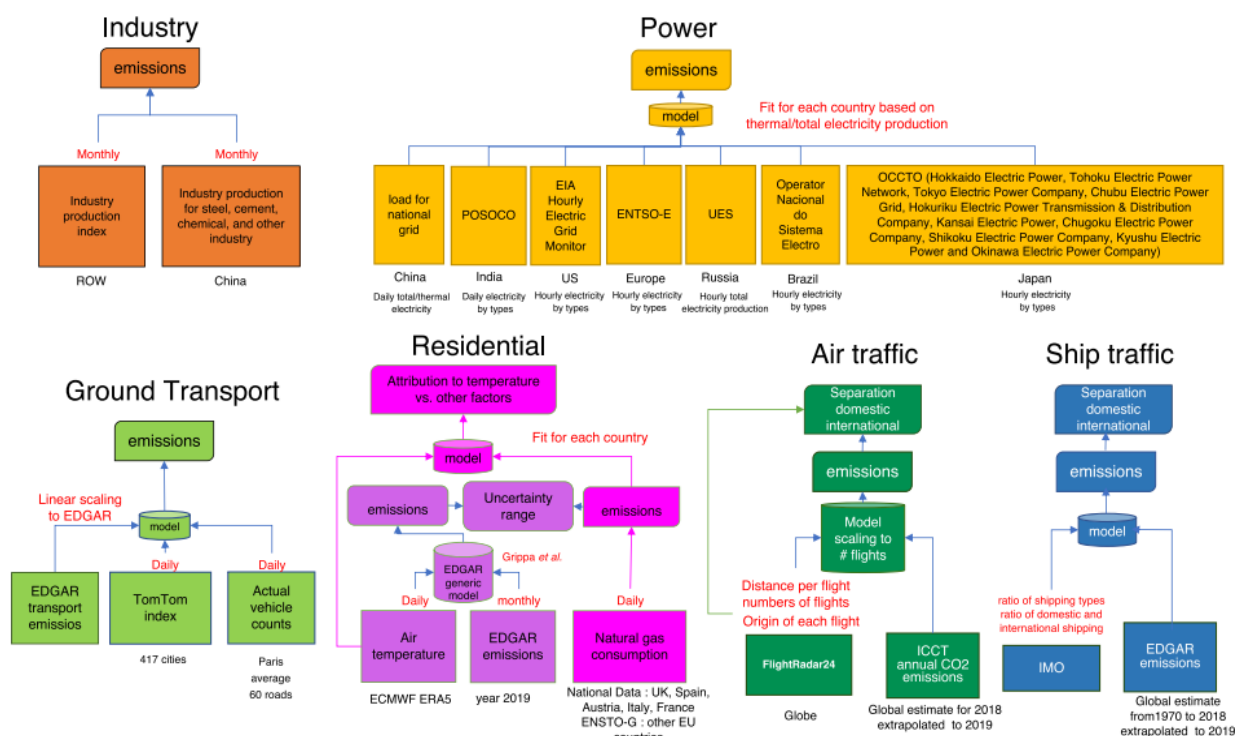 Industry
emissions
Monthly
Monthly
Industry
production
index
Industry production
for steel, cement,
chemical, and other
industry
ROW
China
Power
emissions
model
Fit for each country based on
thermal/total electricity production
load for
national
grid
POSOCO
EIA
Hourly
Electric
Grid
Monitor
ENTSO-E
UES
Operator
Nacional
do
Sistema
Electro
OCCTO (Hokkaido Electric Power, Tohoku Electric Power
Network, Tokyo Electric Power Company, Chubu Electric Power
Grid, Hokuriku Electric Power Transmission & Distribution
Company, Kansai Electric Power, Chugoku Electric Power
Company, Shikoku Electric Power Company, Kyushu Electric
Power and Okinawa Electric Power Company)
China
Daily total/thermal
electricity
India
Daily electricity
by types
US
Hourly electricity
by types
Europe
Hourly electricity
by types
Russia
Hourly total
electricity production
Brazil
Hourly electricity
by types
Japan
Hourly electricity
by types
Ground Transport
emissions
Linear scaling
to EDGAR
model
Daily
Daily
EDGAR
transport
emissios
TomTom
index
Actual
vehicle
counts
417 cities
Paris
average
60 roads
Residential
Attribution to temperature
vs. other factors
Fit for each country
model
emissions
Uncertainty
range
emissions
Grippa et al.
EDGAR
generic
model
Daily
monthly
Daily
Air
temperature
EDGAR
emissions
Natural gas
consumption
ECMWF ERA5
year 2019
National Data : UK, Spain,
Austria, Italy, France
ENSTO-G : other EU
countries
Air traffic
Separation
domestic
international
emissions
Model
scaling to
# flights
Distance per flight
numbers of flights
Origin of each flight
FlightRadar24
ICCT
annual CO2
emissions
Globe
Global estimate for 2018
extrapolated to 2019
Ship traffic
Separation
domestic
international
emissions
model
ratio of shipping types
ratio of domestic and
international shipping
IMO
EDGAR
emissions
Global estimate
from1970 to 2018
extrapolated to 2019